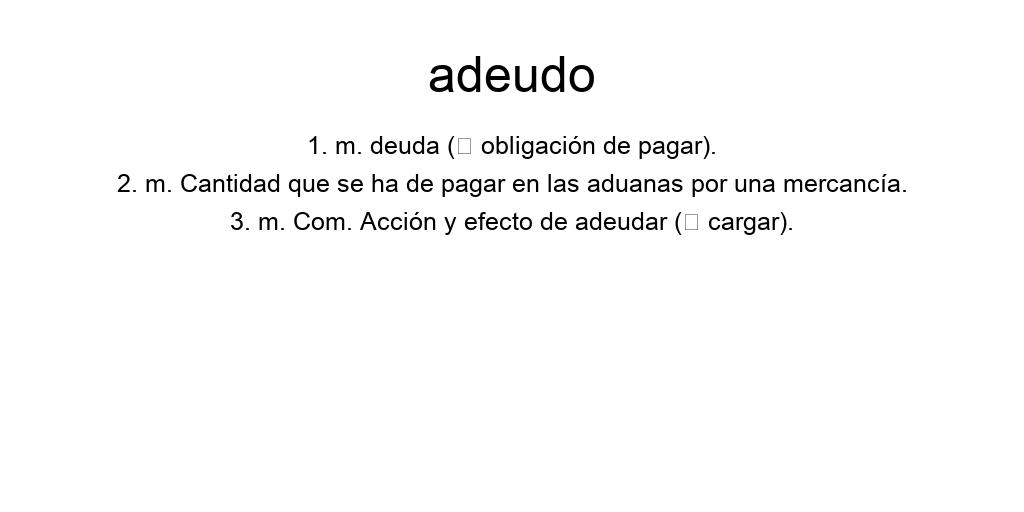 adeudo
1. m. deuda (□ obligación de pagar).
2. m. Cantidad que se ha de pagar en las aduanas por una mercancía.
3. m. Com. Acción y efecto de adeudar (□ cargar).